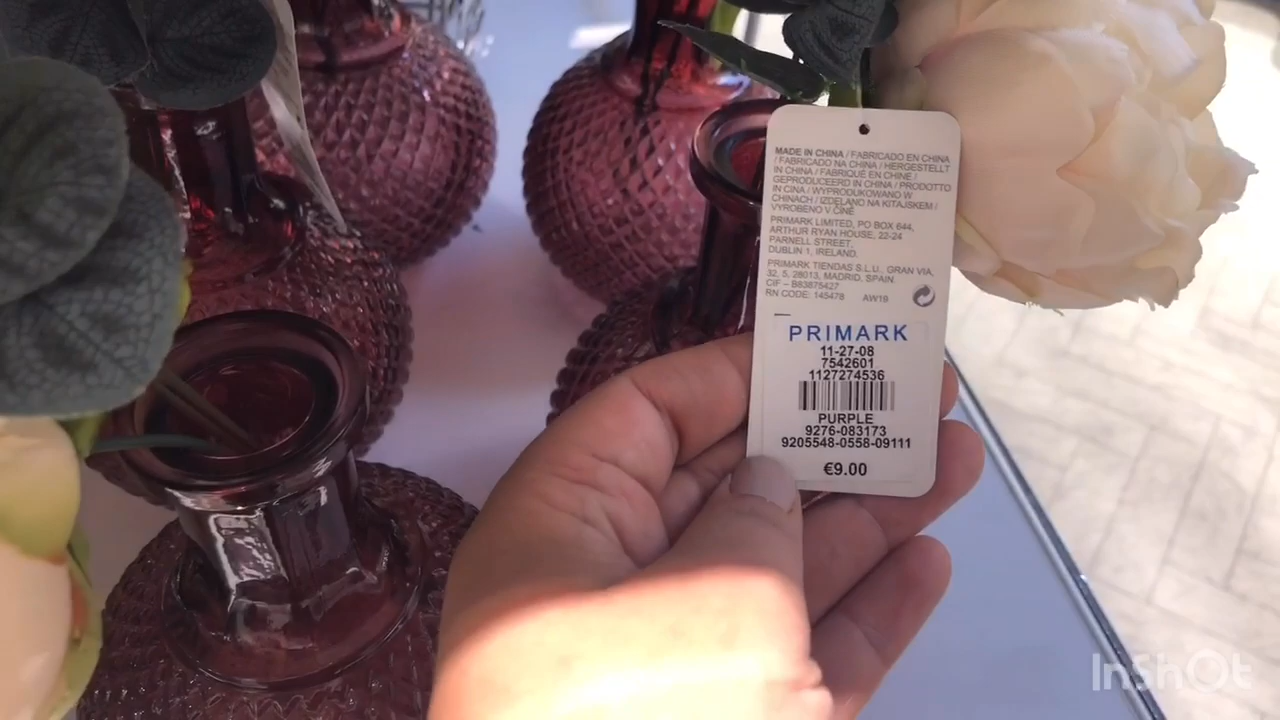 MADE IN CHINA / FABRICADO EN CHINA
/ FABRICADO NA CHINA / HERGESTELLT
IN CHINA / FABRIQUÉ EN CHINE /
GEPRODUCEERD IN CHINA / PRODOTTO
IN CINA / WYPRODUKOWANO W
CHINACH / IZDELANO NA KITAJSKEM /
VYROBENO V ČÍNĚ
PRIMARK LIMITED, PO BOX 644,
ARTHUR RYAN HOUSE, 22-24
PARNELL STREET,
DUBLIN 1, IRELAND.
PRIMARK TIENDAS S.L.U., GRAN VIA,
32, 5, 28013, MADRID, SPAIN.
CIF – B83875427
RN CODE: 145478 AW19
PRIMARK
11-27-08
7542601
1127274536
PURPLE
9276-083173
9205548-0558-09111
€9.00
InShOt